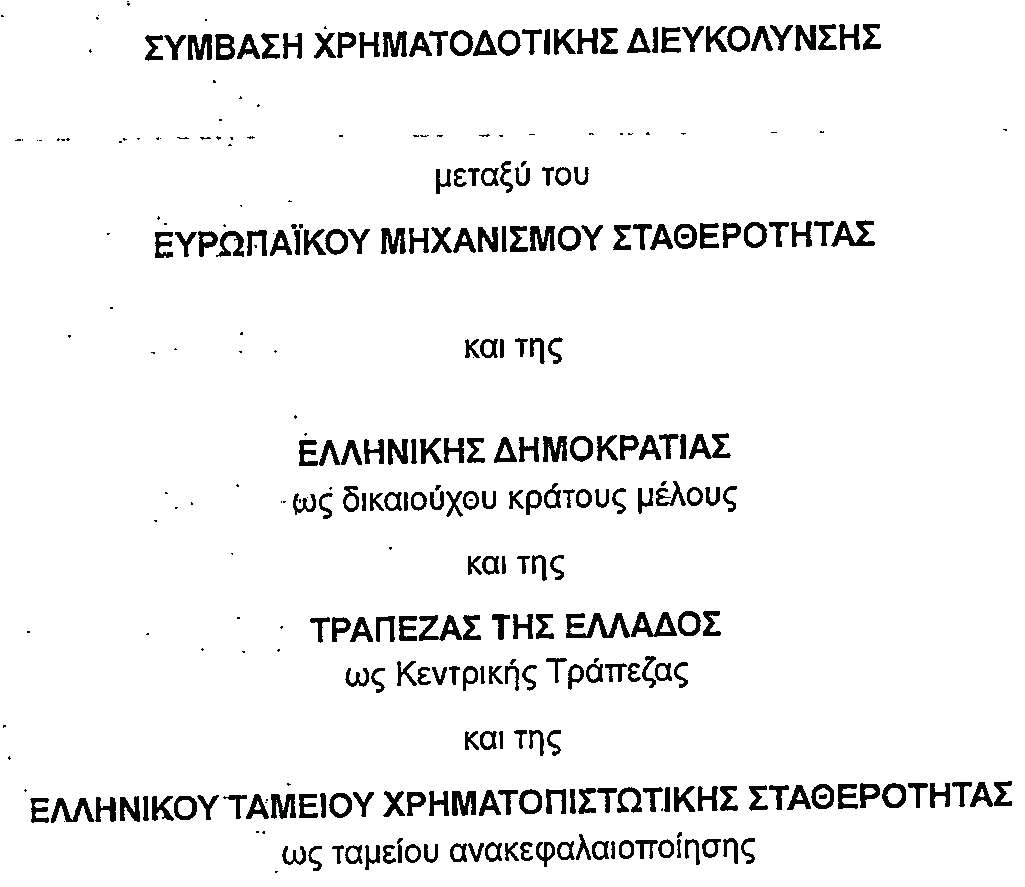 ΣΥΜΒΑΣΗ ΧΡΗΜΑΤΟΔΟΤΙΚΗΣ ΔΙΕΥΚΟΛΥΝΣΗΣ
μεταξύ του
ΕΥΡΩΠΑΪΚΟΥ ΜΗΧΑΝΙΣΜΟΥ ΣΤΑΘΕΡΟΤΗΤΑΣ
και της
ΕΛΛΗΝΙΚΗΣ ΔΗΜΟΚΡΑΤΙΑΣ
ως δικαιούχου κράτους μέλους
και της
ΤΡΑΠΕΖΑΣ ΤΗΣ ΕΛΛΑΔΟΣ
ως Κεντρικής Τράπεζας
και της
ΕΛΛΗΝΙΚΟΥ ΤΑΜΕΙΟΥ ΧΡΗΜΑΤΟΠΙΣΤΩΤΙΚΗΣ ΣΤΑΘΕΡΟΤΗΤΑΣ
ως ταμείου ανακεφαλαιοποίησης